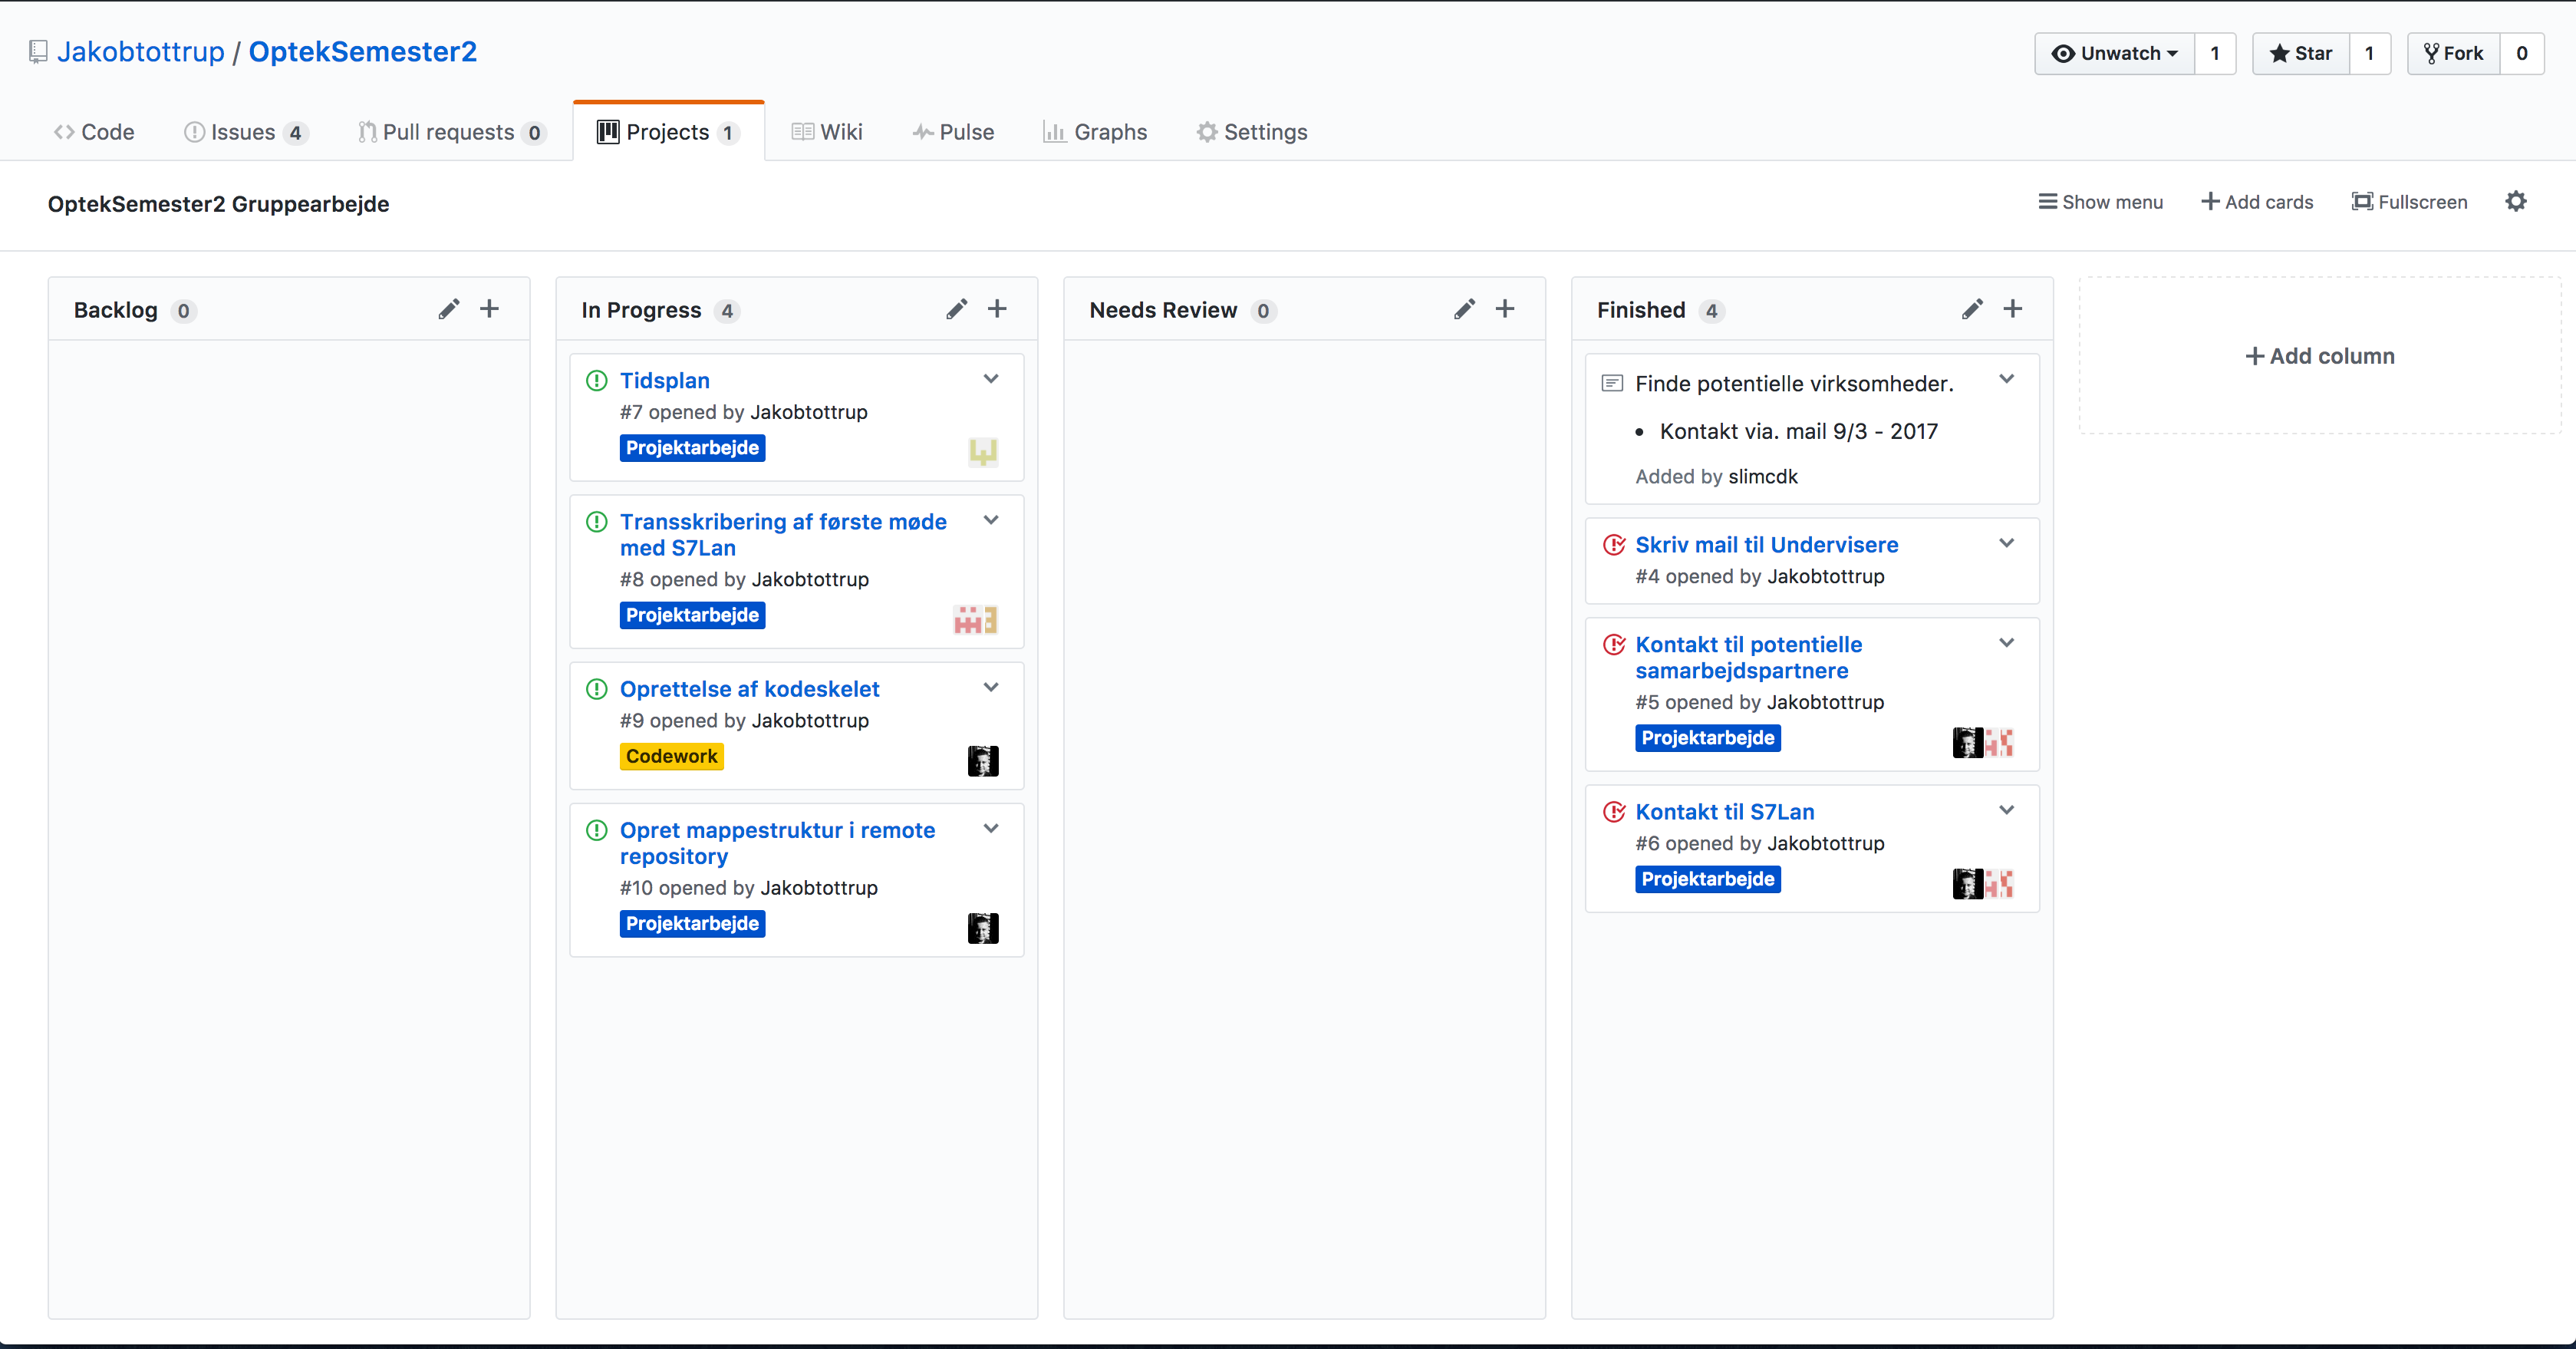 Jakobtottrup / OptekSemester2
Unwatch 1
Star 1
Fork 0
Code
Issues 4
Pull requests 0
Projects 1
Wiki
Pulse
Graphs
Settings
OptekSemester2 Gruppearbejde
Show menu
Add cards
Fullscreen
Backlog 0
In Progress 4
Tidsplan
#7 opened by Jakobtottrup
Projektarbejde
Transskribering af første møde
med S7Lan
#8 opened by Jakobtottrup
Projektarbejde
Oprettelse af kodeskelet
#9 opened by Jakobtottrup
Codework
Opret mappestruktur i remote
repository
#10 opened by Jakobtottrup
Projektarbejde
Needs Review 0
Finished 4
Finde potentielle virksomheder.
• Kontakt via. mail 9/3 - 2017
Added by slimcdk
Skriv mail til Undervisere
#4 opened by Jakobtottrup
Kontakt til potentielle
samarbejdspartnere
#5 opened by Jakobtottrup
Projektarbejde
Kontakt til S7Lan
#6 opened by Jakobtottrup
Projektarbejde
Add column